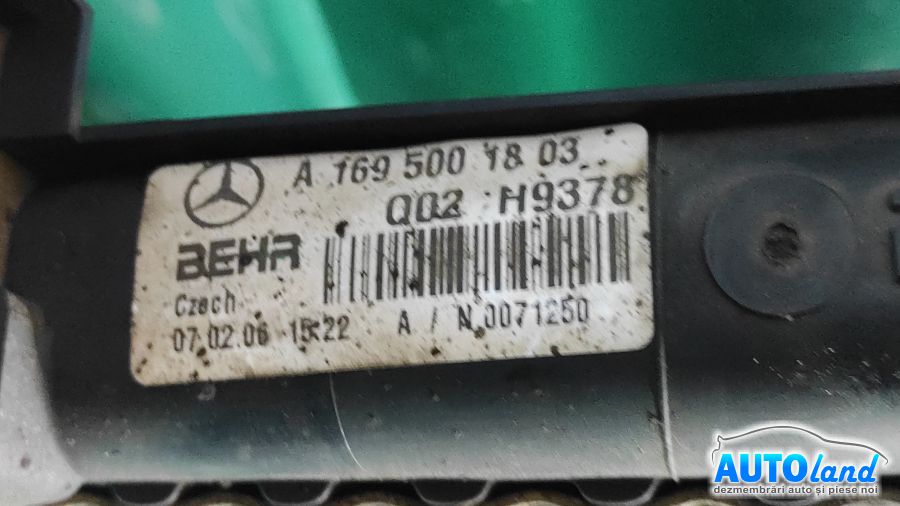 A 169 500 18 03
Q02 H9378
BEHR
Czech
07.02.06 15:22 A / N 0071250
AUTOland
dezmembrări auto și piese noi